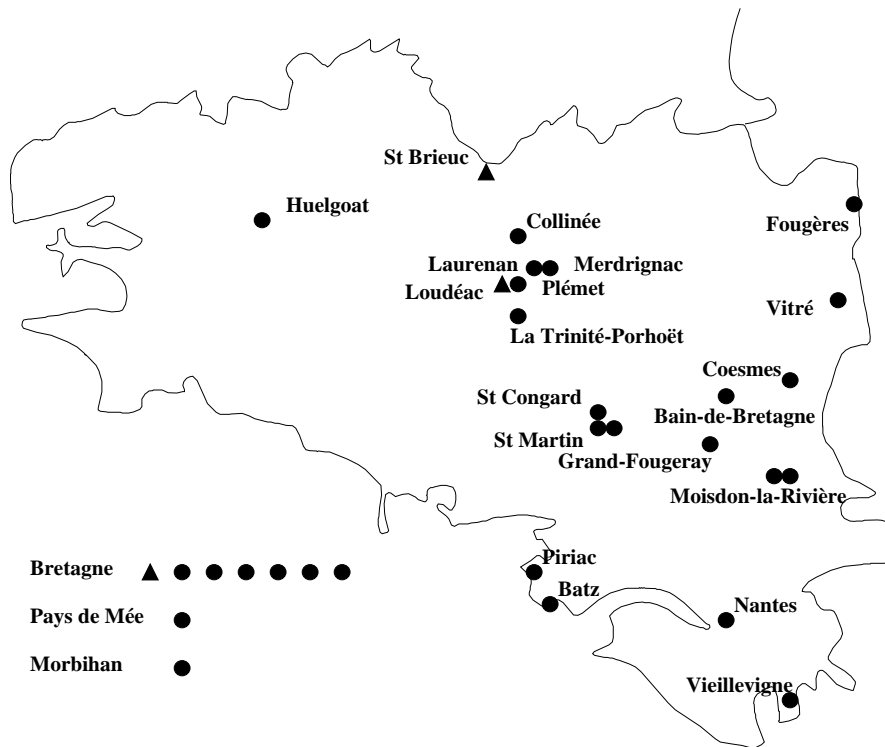 St Brieuc
Huelgoat
Fougères
Collinée
Laurenan
Merdrignac
Loudéac
Plémet
Vitré
La Trinité-Porhoët
Coesmes
St Congard
Bain-de-Bretagne
St Martin
Grand-Fougeray
Moisdon-la-Rivière
Bretagne
Piriac
Batz
Pays de Mée
Nantes
Morbihan
Vieillevigne